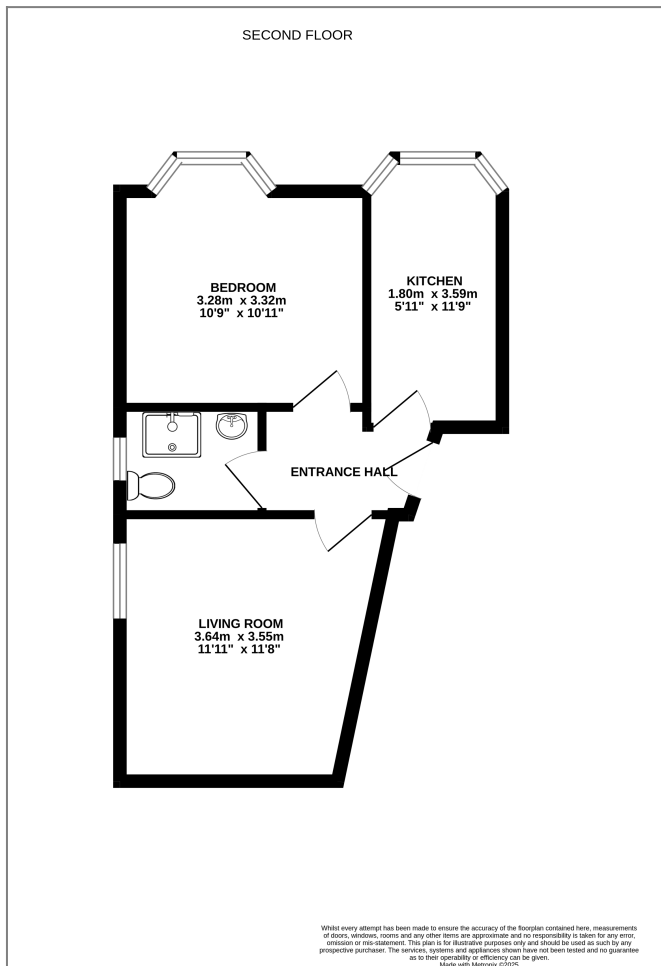 SECOND FLOOR
BEDROOM
3.28m x 3.32m
10'9" x 10'11"
KITCHEN
1.80m x 3.59m
5'11" x 11'9"
ENTRANCE HALL
LIVING ROOM
3.64m x 3.55m
11'11" x 11'8"
Whilst every attempt has been made to ensure the accuracy of the floorplan contained here, measurements
of doors, windows, rooms and any other items are approximate and no responsibility is taken for any error,
omission or mis-statement. This plan is for illustrative purposes only and should be used as such by any
prospective purchaser. The services, systems and appliances shown have not been tested and no guarantee
as to their operability or efficiency can be given.
Made with Metropix ©2025